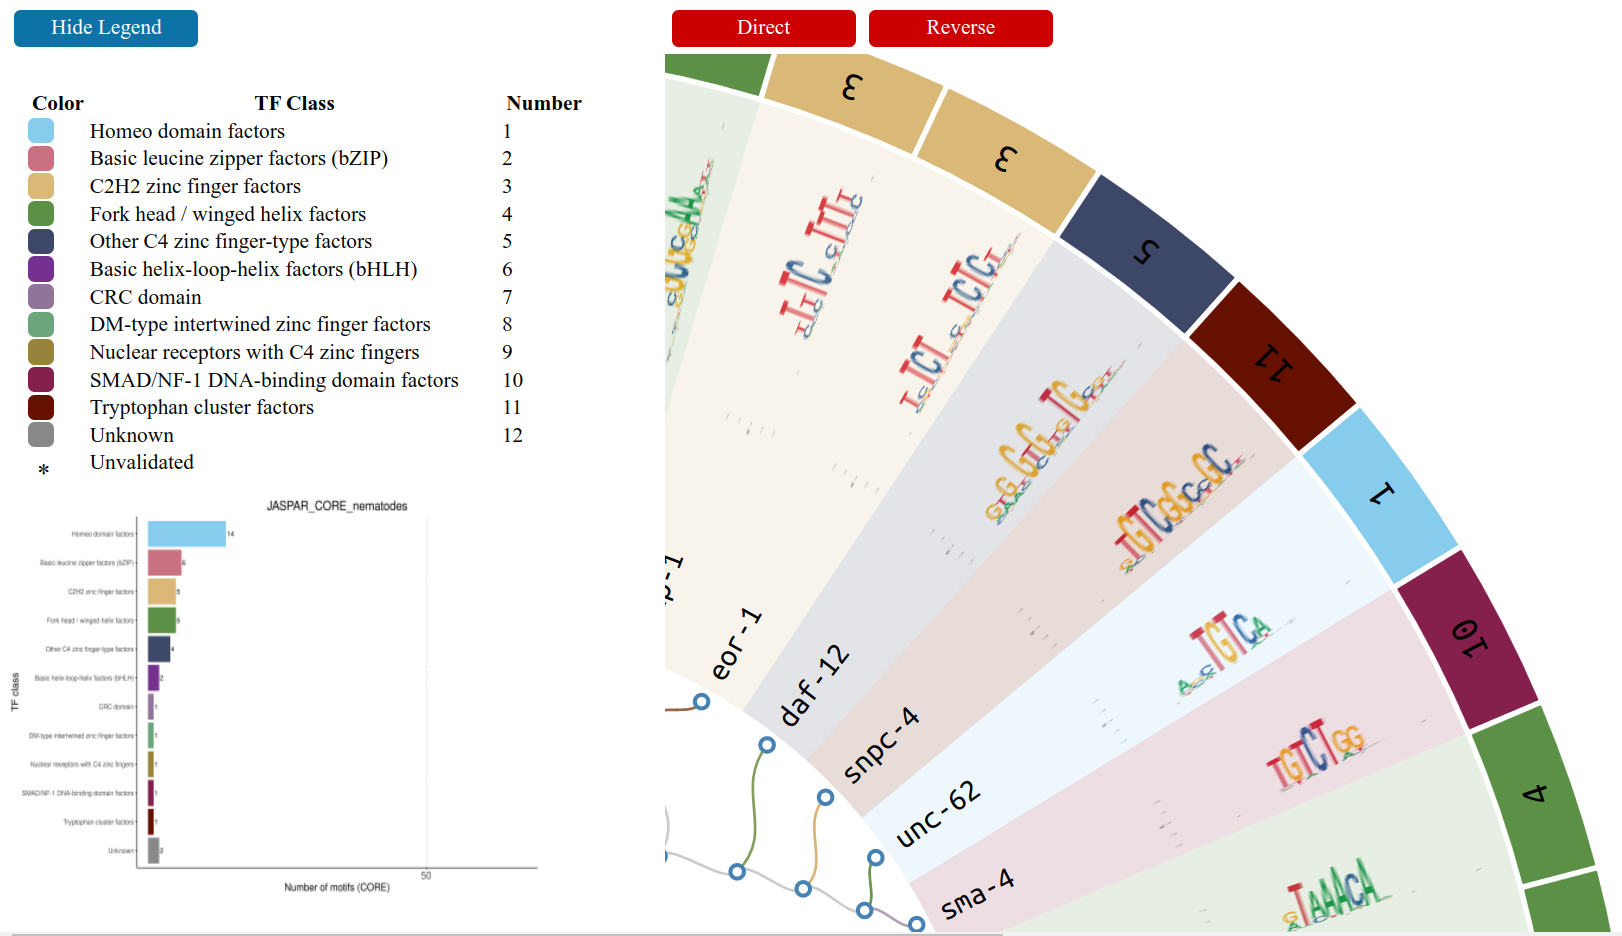 Hide Legend
Direct
Reverse
Color TF Class Number
Homeo domain factors 1
Basic leucine zipper factors (bZIP) 2
C2H2 zinc finger factors 3
Fork head / winged helix factors 4
Other C4 zinc finger-type factors 5
Basic helix-loop-helix factors (bHLH) 6
CRC domain 7
DM-type intertwined zinc finger factors 8
Nuclear receptors with C4 zinc fingers 9
SMAD/NF-1 DNA-binding domain factors 10
Tryptophan cluster factors 11
Unknown 12
* Unvalidated
JASPAR_CORE_nematodes
TF class
Homeo domain factors 14
Basic leucine zipper factors (bZIP) 6
C2H2 zinc finger factors 5
Fork head / winged helix factors 5
Other C4 zinc finger-type factors 4
Basic helix-loop-helix factors (bHLH) 2
CRC domain 1
DM-type intertwined zinc finger factors 1
Nuclear receptors with C4 zinc fingers 1
SMAD/NF-1 DNA-binding domain factors 1
Tryptophan cluster factors 1
Unknown 2
50
Number of motifs (CORE)
3
3
5
11
1
10
4
eor-1
daf-12
snpc-4
unc-62
sma-4
TGTCA
TGTCTGG
TAAACA